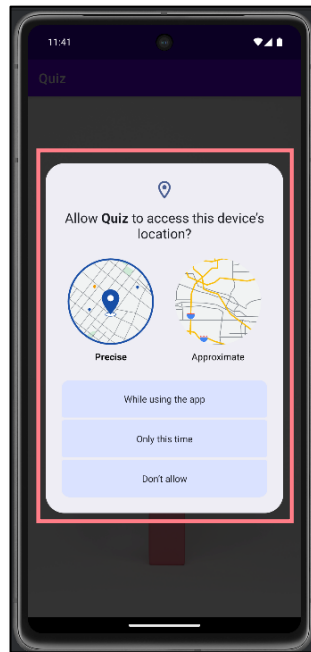 11:41
Quiz
Allow Quiz to access this device's
location?
Precise
Approximate
While using the app
Only this time
Don't allow